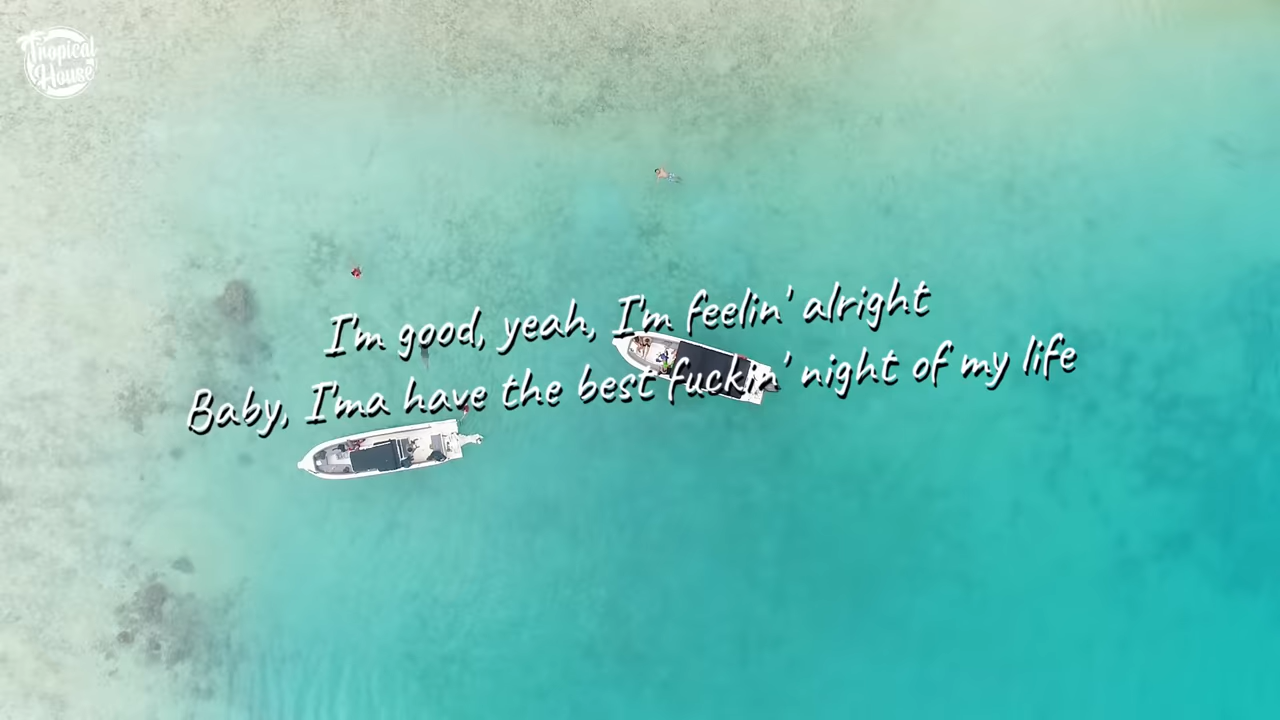 Tropical
House
I'm good, yeah, I'm feelin' alright
Baby, I'ma have the best fuckin' night of my life